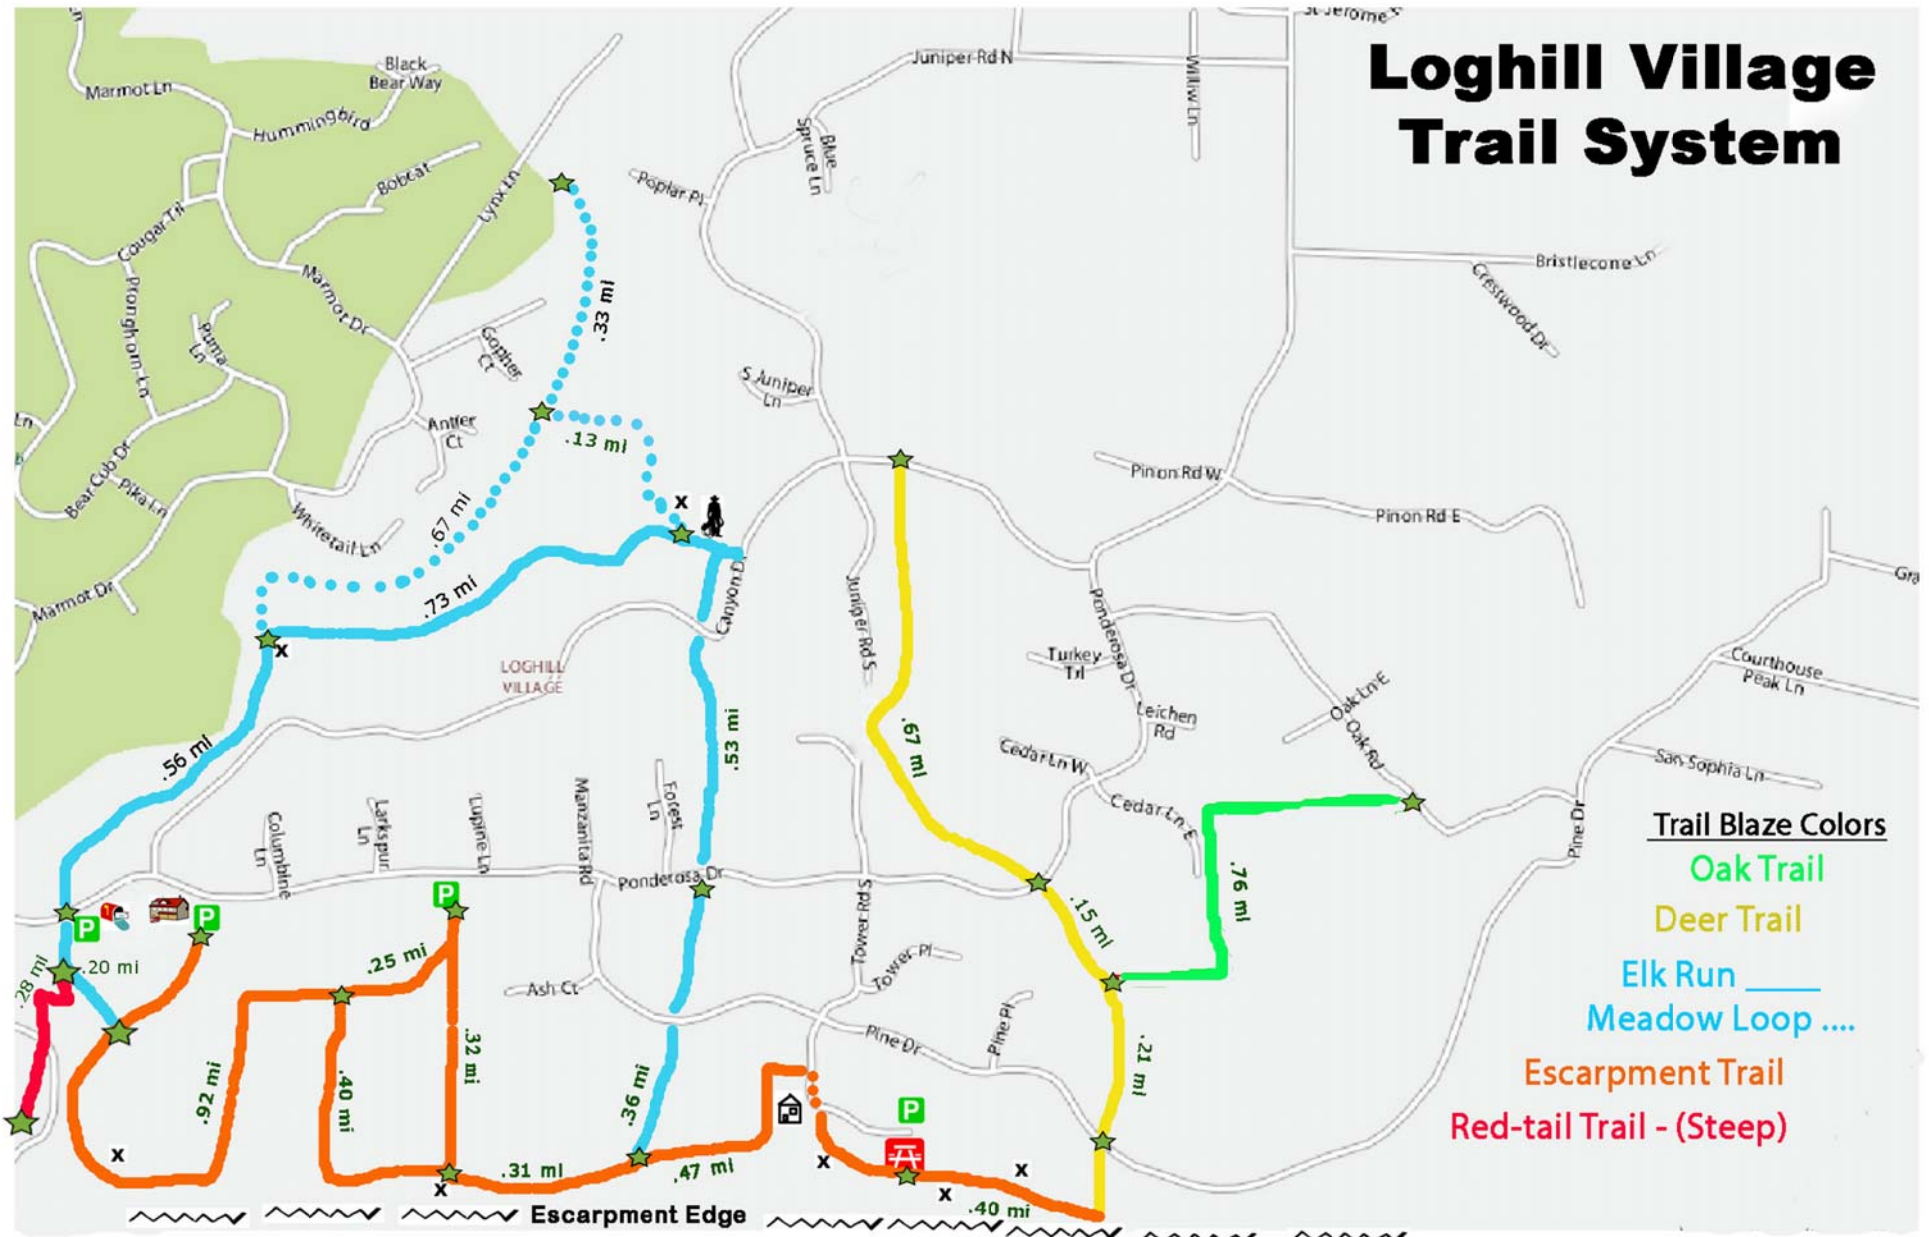 Loghill Village
Trail System
St Jerome
Ln
Marmot Ln
Black
Bear Way
Hummingbird
Bobcat
Lynx Ln
Cougar Trl
Marmot Dr
Pronghorn Ln
Puma
Ln
Gopher
Ct
Antler
Ct
Ln
Bear Cub Dr
Pika Ln
Whitetail Ln
Marmot Dr
Juniper Rd N
Williw Ln
Blue
Spruce Ln
Poplar Pl
S Juniper
Ln
Bristlecone Ln
Crestwood Dr
Pinon Rd W
Pinon Rd E
Gra
.33 mi
.13 mi
.67 mi
.73 mi
x
x
Canyon Dr
Juniper Rd S
Ponderosa Dr
Turkey
Trl
Leichen
Rd
Cedar Ln W
Cedar Ln E
Oak Ln E
Oak Rd
Courthouse
Peak Ln
San Sophia Ln
Pine Dr
LOGHILL
VILLAGE
.56 mi
.53 mi
.67 mi
Columbine
Ln
Larkspur
Ln
Lupine Ln
Manzanita Rd
Forest
Ln
Ponderosa Dr
Tower Rd S
Tower Pl
Ash Ct
Pine Dr
Pine Pl
P
P
P
P
.28 mi
.20 mi
.25 mi
.15 mi
.76 mi
.92 mi
.40 mi
.32 mi
.36 mi
.21 mi
.31 mi
.47 mi
.40 mi
x
x
x
x
x
Escarpment Edge
Trail Blaze Colors
Oak Trail
Deer Trail
Elk Run ____
Meadow Loop ....
Escarpment Trail
Red-tail Trail - (Steep)